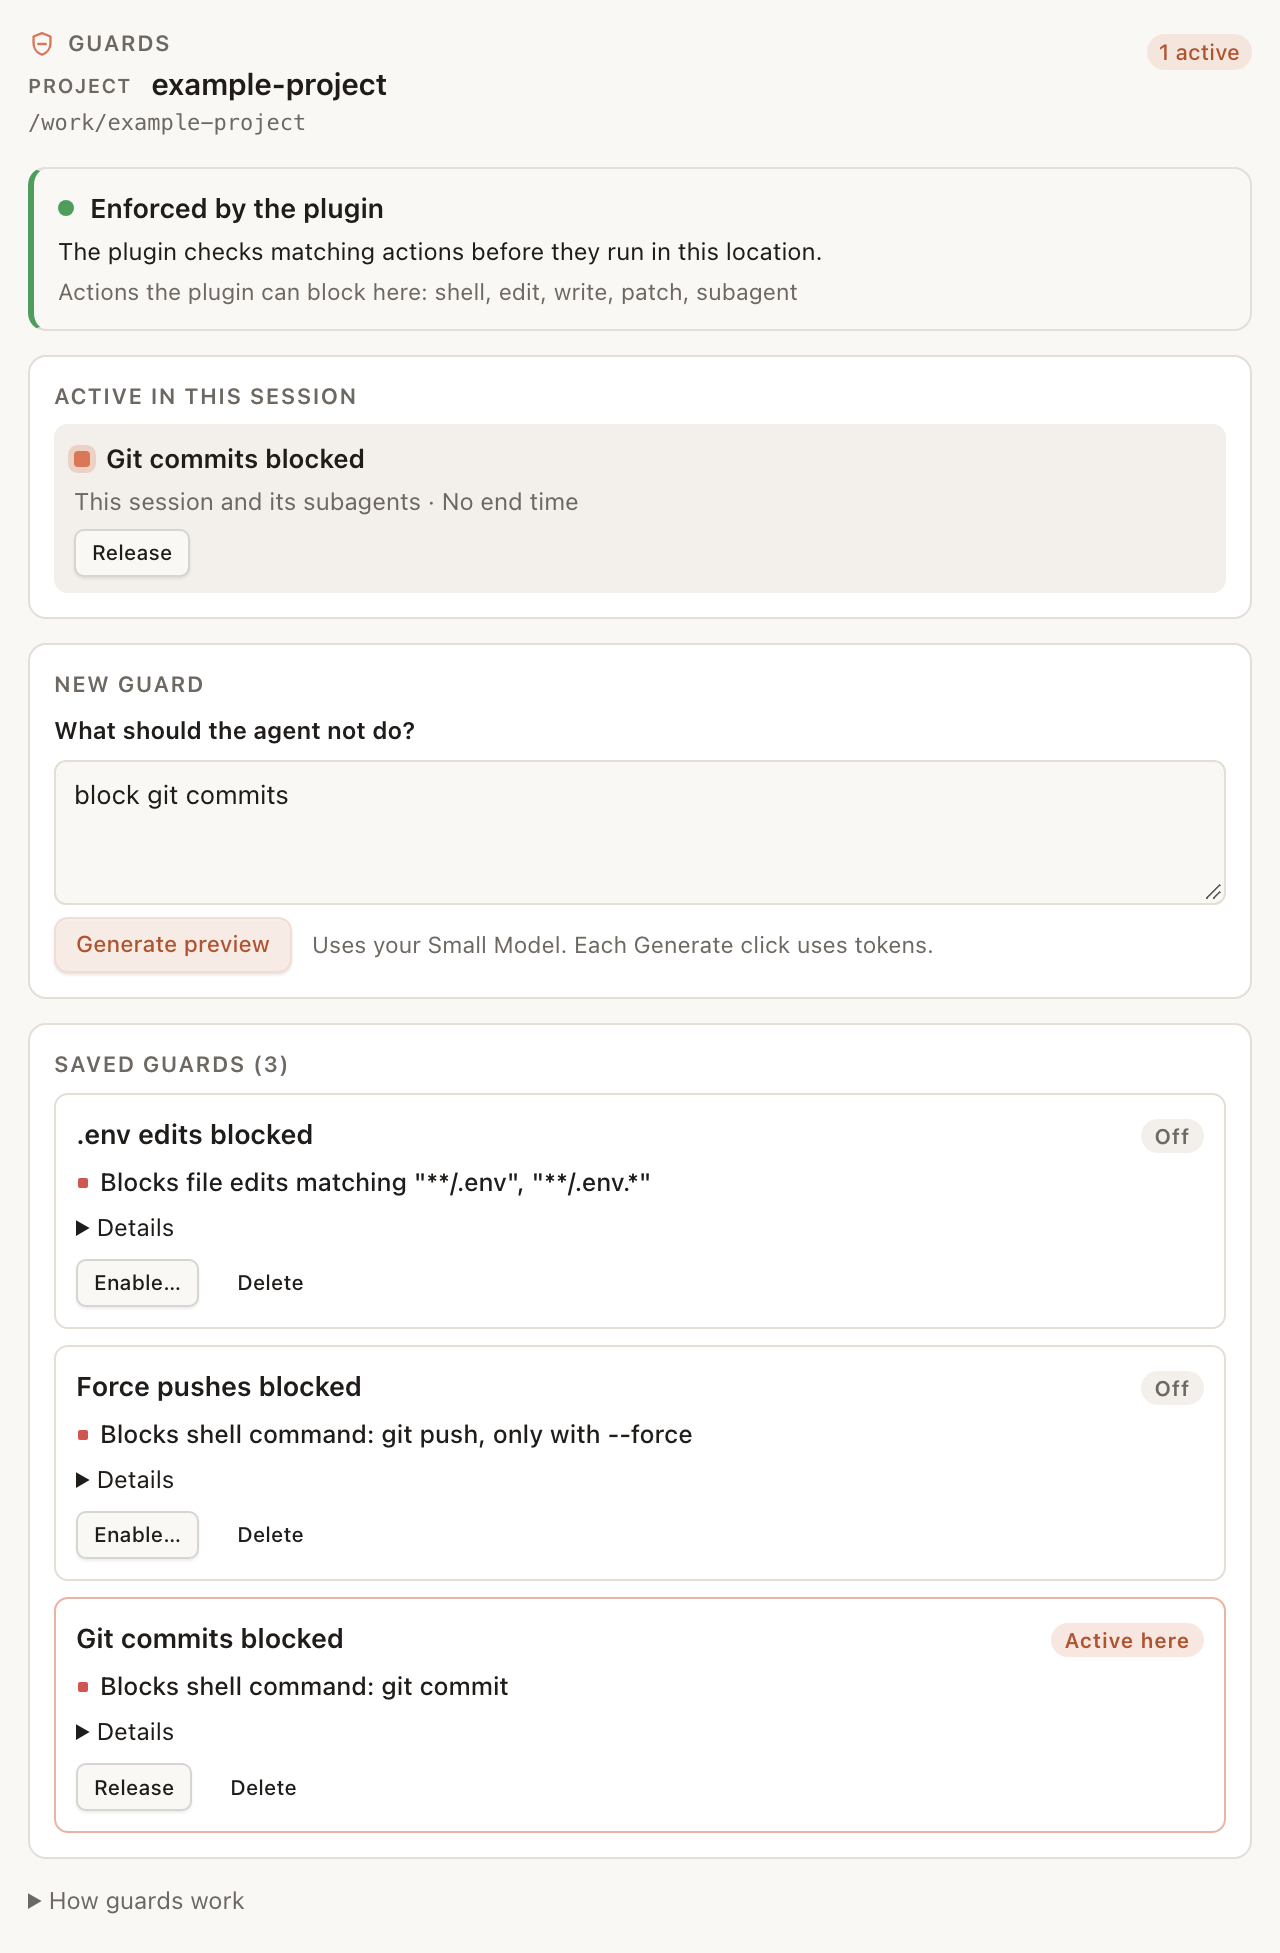 GUARDS
1 active
PROJECT example-project
/work/example-project
Enforced by the plugin
The plugin checks matching actions before they run in this location.
Actions the plugin can block here: shell, edit, write, patch, subagent
ACTIVE IN THIS SESSION
Git commits blocked
This session and its subagents · No end time
Release
NEW GUARD
What should the agent not do?
block git commits
Generate preview
Uses your Small Model. Each Generate click uses tokens.
SAVED GUARDS (3)
.env edits blocked
Off
Blocks file edits matching "**/.env", "**/.env.*"
Details
Enable...
Delete
Force pushes blocked
Off
Blocks shell command: git push, only with --force
Details
Enable...
Delete
Git commits blocked
Active here
Blocks shell command: git commit
Details
Release
Delete
How guards work